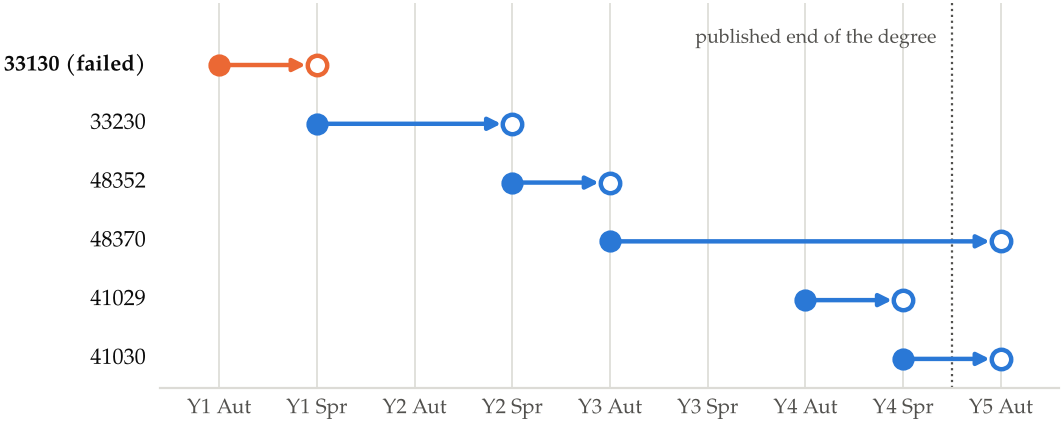 published end of the degree
33130 (failed)
33230
48352
48370
41029
41030
Y1 Aut Y1 Spr Y2 Aut Y2 Spr Y3 Aut Y3 Spr Y4 Aut Y4 Spr Y5 Aut